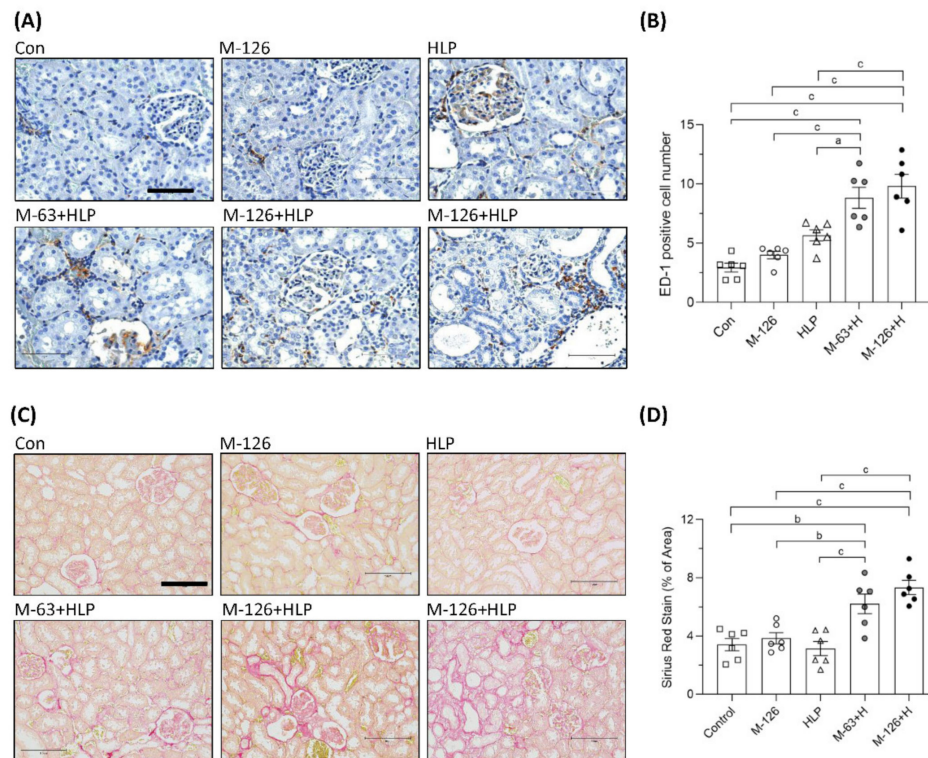 (A)
Con
M-126
HLP
M-63+HLP
M-126+HLP
M-126+HLP
(B)
c
c
c
c
c
a
15
10
5
0
ED-1 positive cell number
Con
M-126
HLP
M-63+H
M-126+H
(C)
Con
M-126
HLP
M-63+HLP
M-126+HLP
M-126+HLP
(D)
c
c
c
b
b
c
12
8
4
0
Sirius Red Stain (% of Area)
Control
M-126
HLP
M-63+H
M-126+H